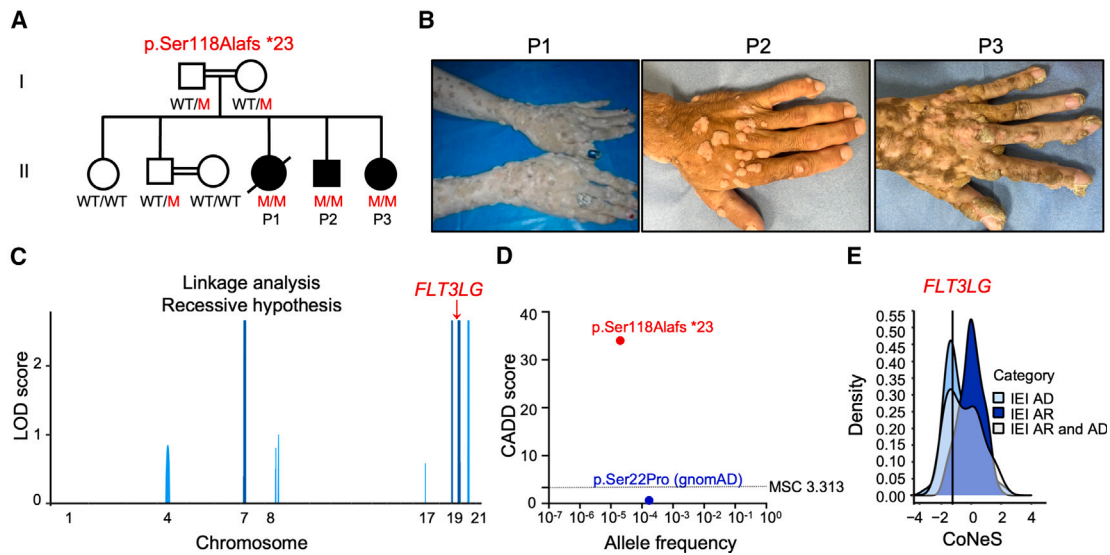 A
p.Ser118Alafs *23
I
WT/M WT/M
II
WT/WT WT/M WT/WT M/M M/M M/M
P1 P2 P3
B
P1 P2 P3
C
Linkage analysis
Recessive hypothesis
FLT3LG
LOD score
2
1
0
1 4 7 8 17 19 21
Chromosome
D
CADD score
40
30
20
10
0
p.Ser118Alafs *23
p.Ser22Pro (gnomAD)
MSC 3.313
10-7 10-6 10-5 10-4 10-3 10-2 10-1 100
Allele frequency
E
FLT3LG
Density
0.55
0.50
0.45
0.40
0.35
0.30
0.25
0.20
0.15
0.10
0.05
0.00
−4 −2 0 2 4
CoNeS
Category
IEI AD
IEI AR
IEI AR and AD